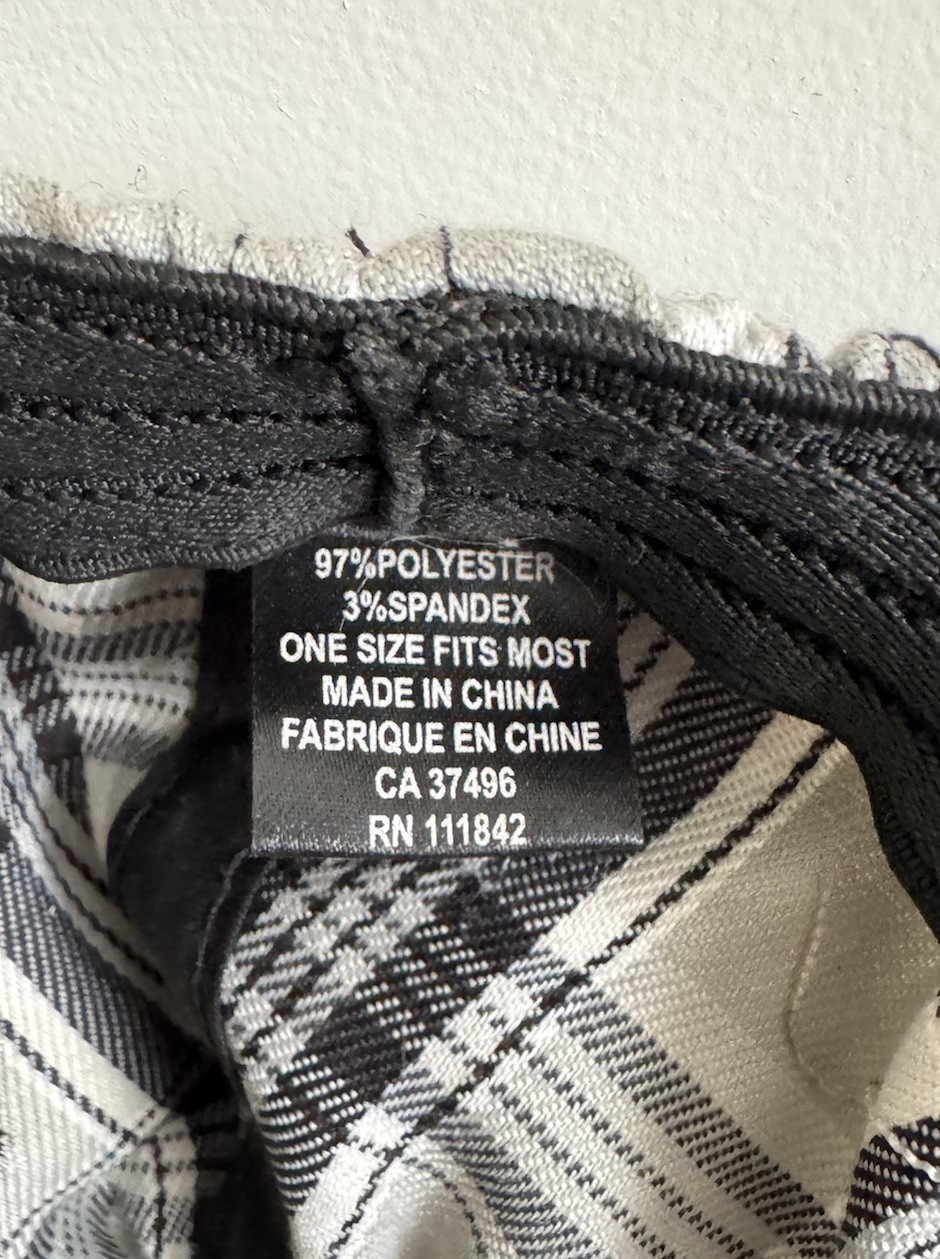 97%POLYESTER
3%SPANDEX
ONE SIZE FITS MOST
MADE IN CHINA
FABRIQUE EN CHINE
CA 37496
RN 111842